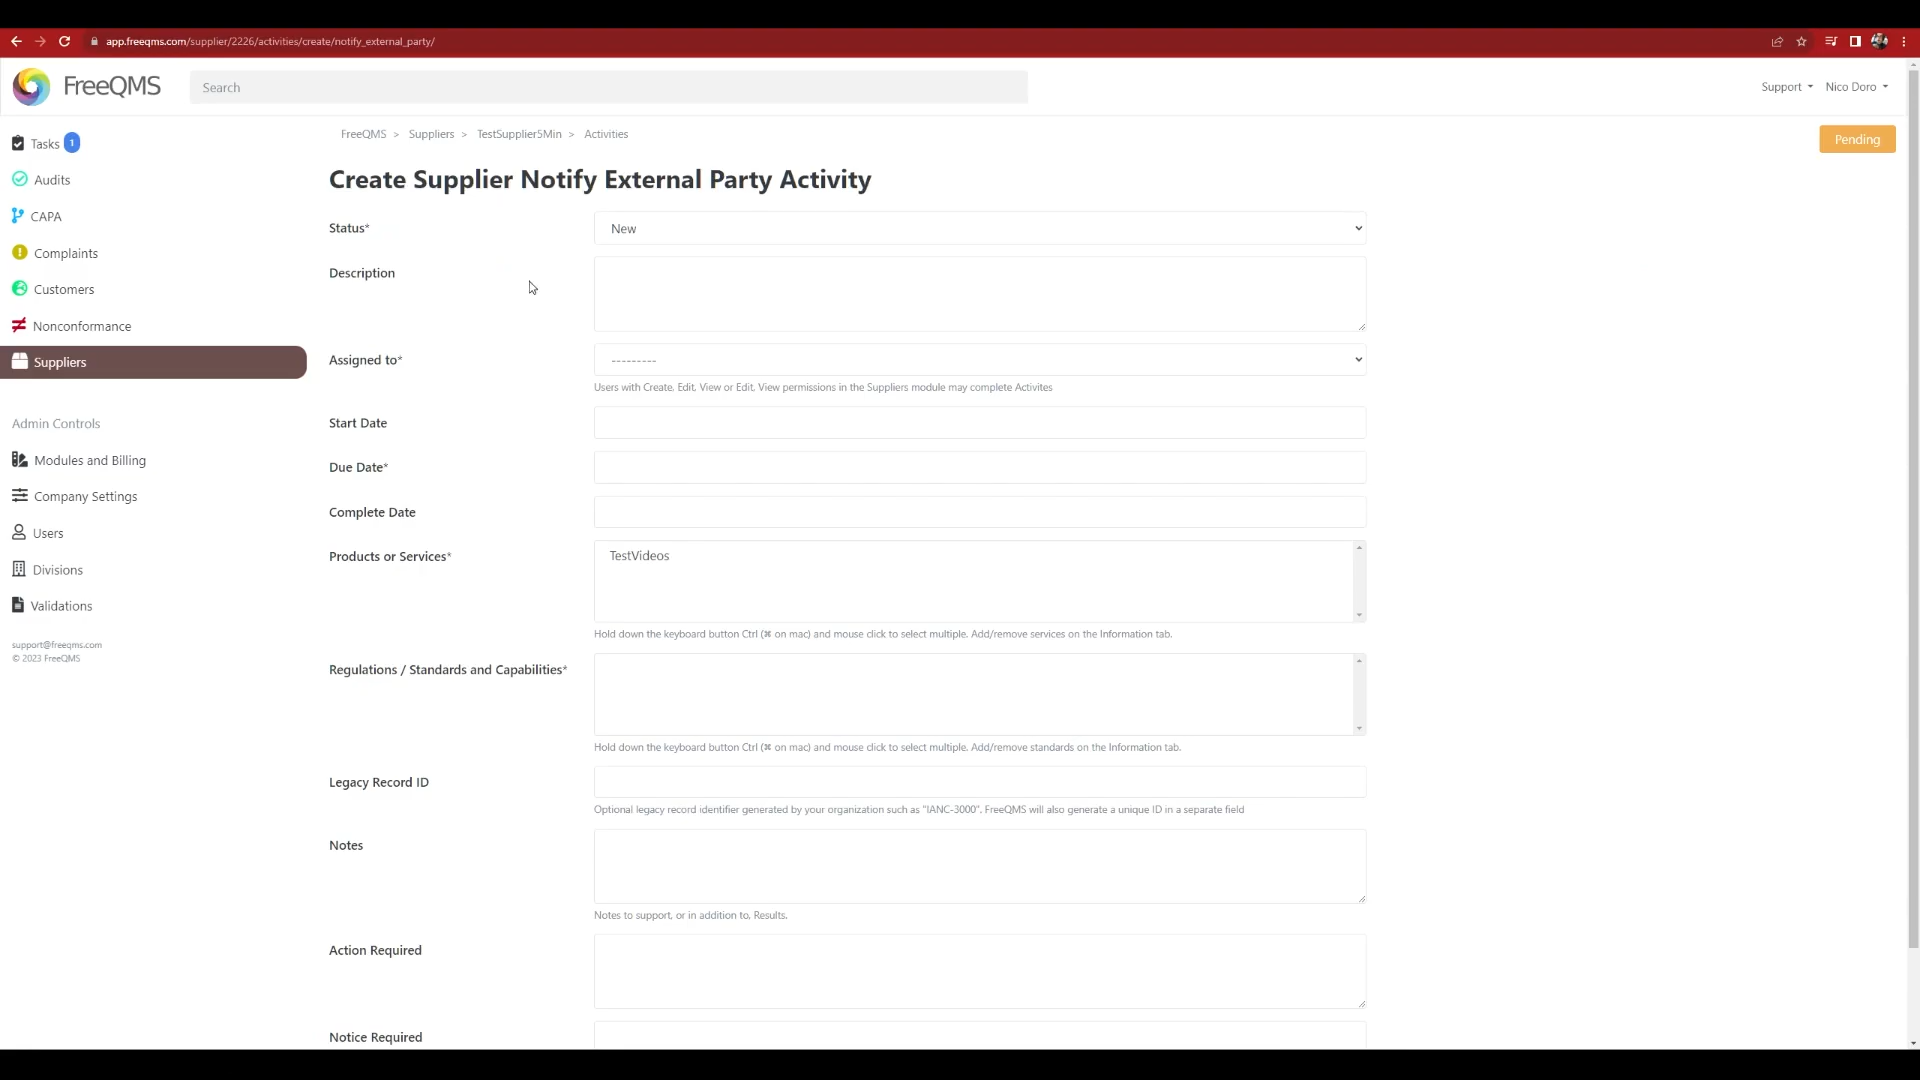 app.freeqms.com/supplier/2226/activities/create/notify_external_party/
FreeQMS
Search
Support
Nico Doro
Tasks 1
Audits
CAPA
Complaints
Customers
Nonconformance
Suppliers
Admin Controls
Modules and Billing
Company Settings
Users
Divisions
Validations
support@freeqms.com
© 2023 FreeQMS
FreeQMS > Suppliers > TestSupplier5Min > Activities
Pending
Create Supplier Notify External Party Activity
Status*
New
Description
Assigned to*
---------
Users with Create, Edit, View or Edit, View permissions in the Suppliers module may complete Activites
Start Date
Due Date*
Complete Date
Products or Services*
TestVideos
Hold down the keyboard button Ctrl (⌘ on mac) and mouse click to select multiple. Add/remove services on the Information tab.
Regulations / Standards and Capabilities*
Hold down the keyboard button Ctrl (⌘ on mac) and mouse click to select multiple. Add/remove standards on the Information tab.
Legacy Record ID
Optional legacy record identifier generated by your organization such as "IANC-3000". FreeQMS will also generate a unique ID in a separate field
Notes
Notes to support, or in addition to, Results.
Action Required
Notice Required